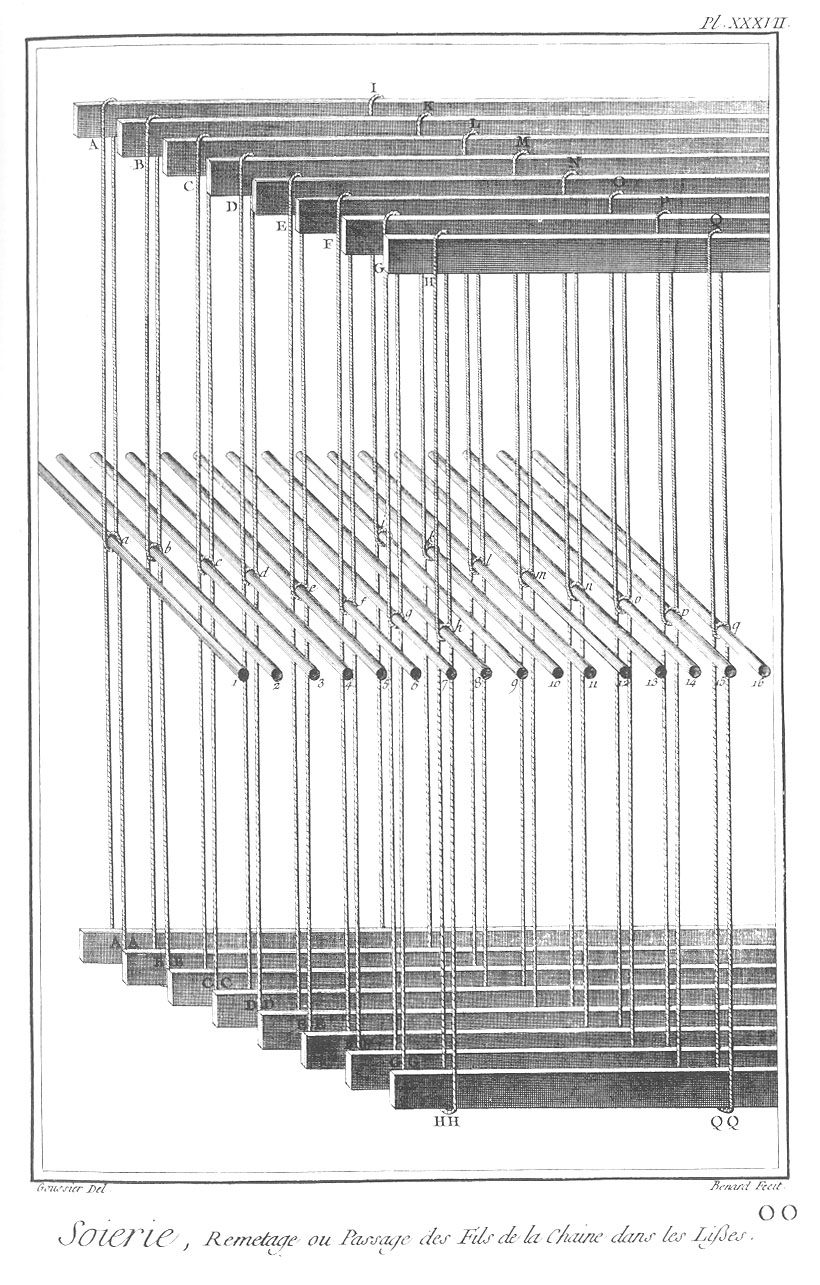 Pl. XXXVII.
I
K
L
M
N
O
P
Q
A
B
C
D
E
F
G
H
a
b
c
d
e
f
g
h
i
l
m
n
o
p
q
1 2 3 4 5 6 7 8 9 10 11 12 13 14 15 16
AA
BB
CC
DD
GG
HH
QQ
Goussier Del.
Benard Fecit.
OO
Soierie, Remetage ou Passage des Fils de la Chaine dans les Lißes.